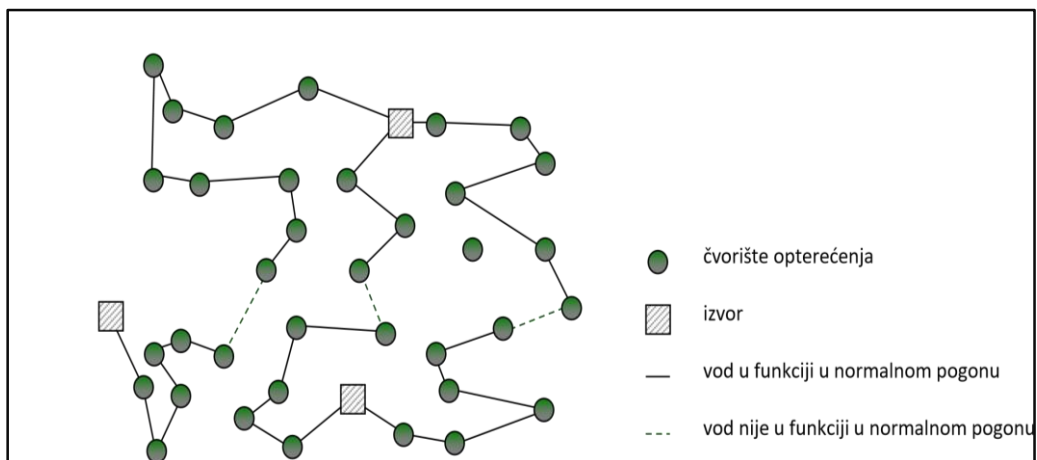 čvorište opterećenja
izvor
vod u funkciji u normalnom pogonu
vod nije u funkciji u normalnom pogonu